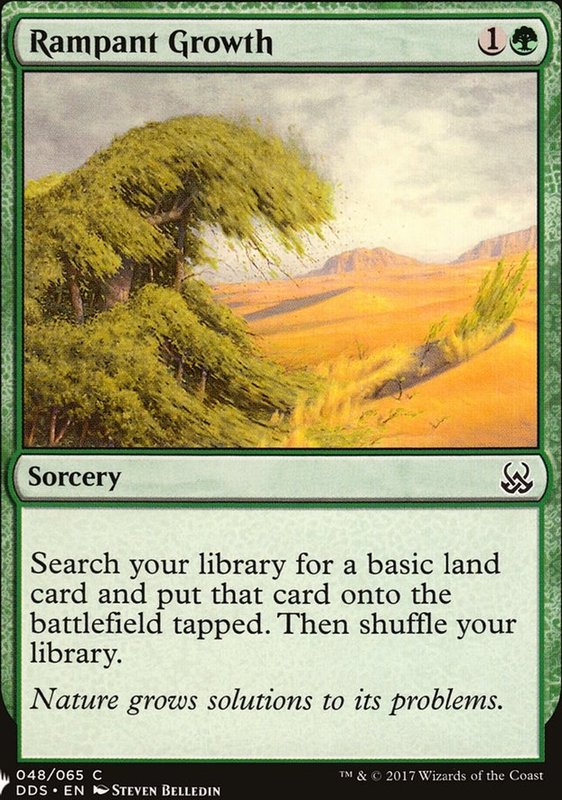 Rampant Growth 1
Sorcery
Search your library for a basic land
card and put that card onto the
battlefield tapped. Then shuffle your
library.
Nature grows solutions to its problems.
048/065 C
DDS • EN Steven Belledin
™ & © 2017 Wizards of the Coast